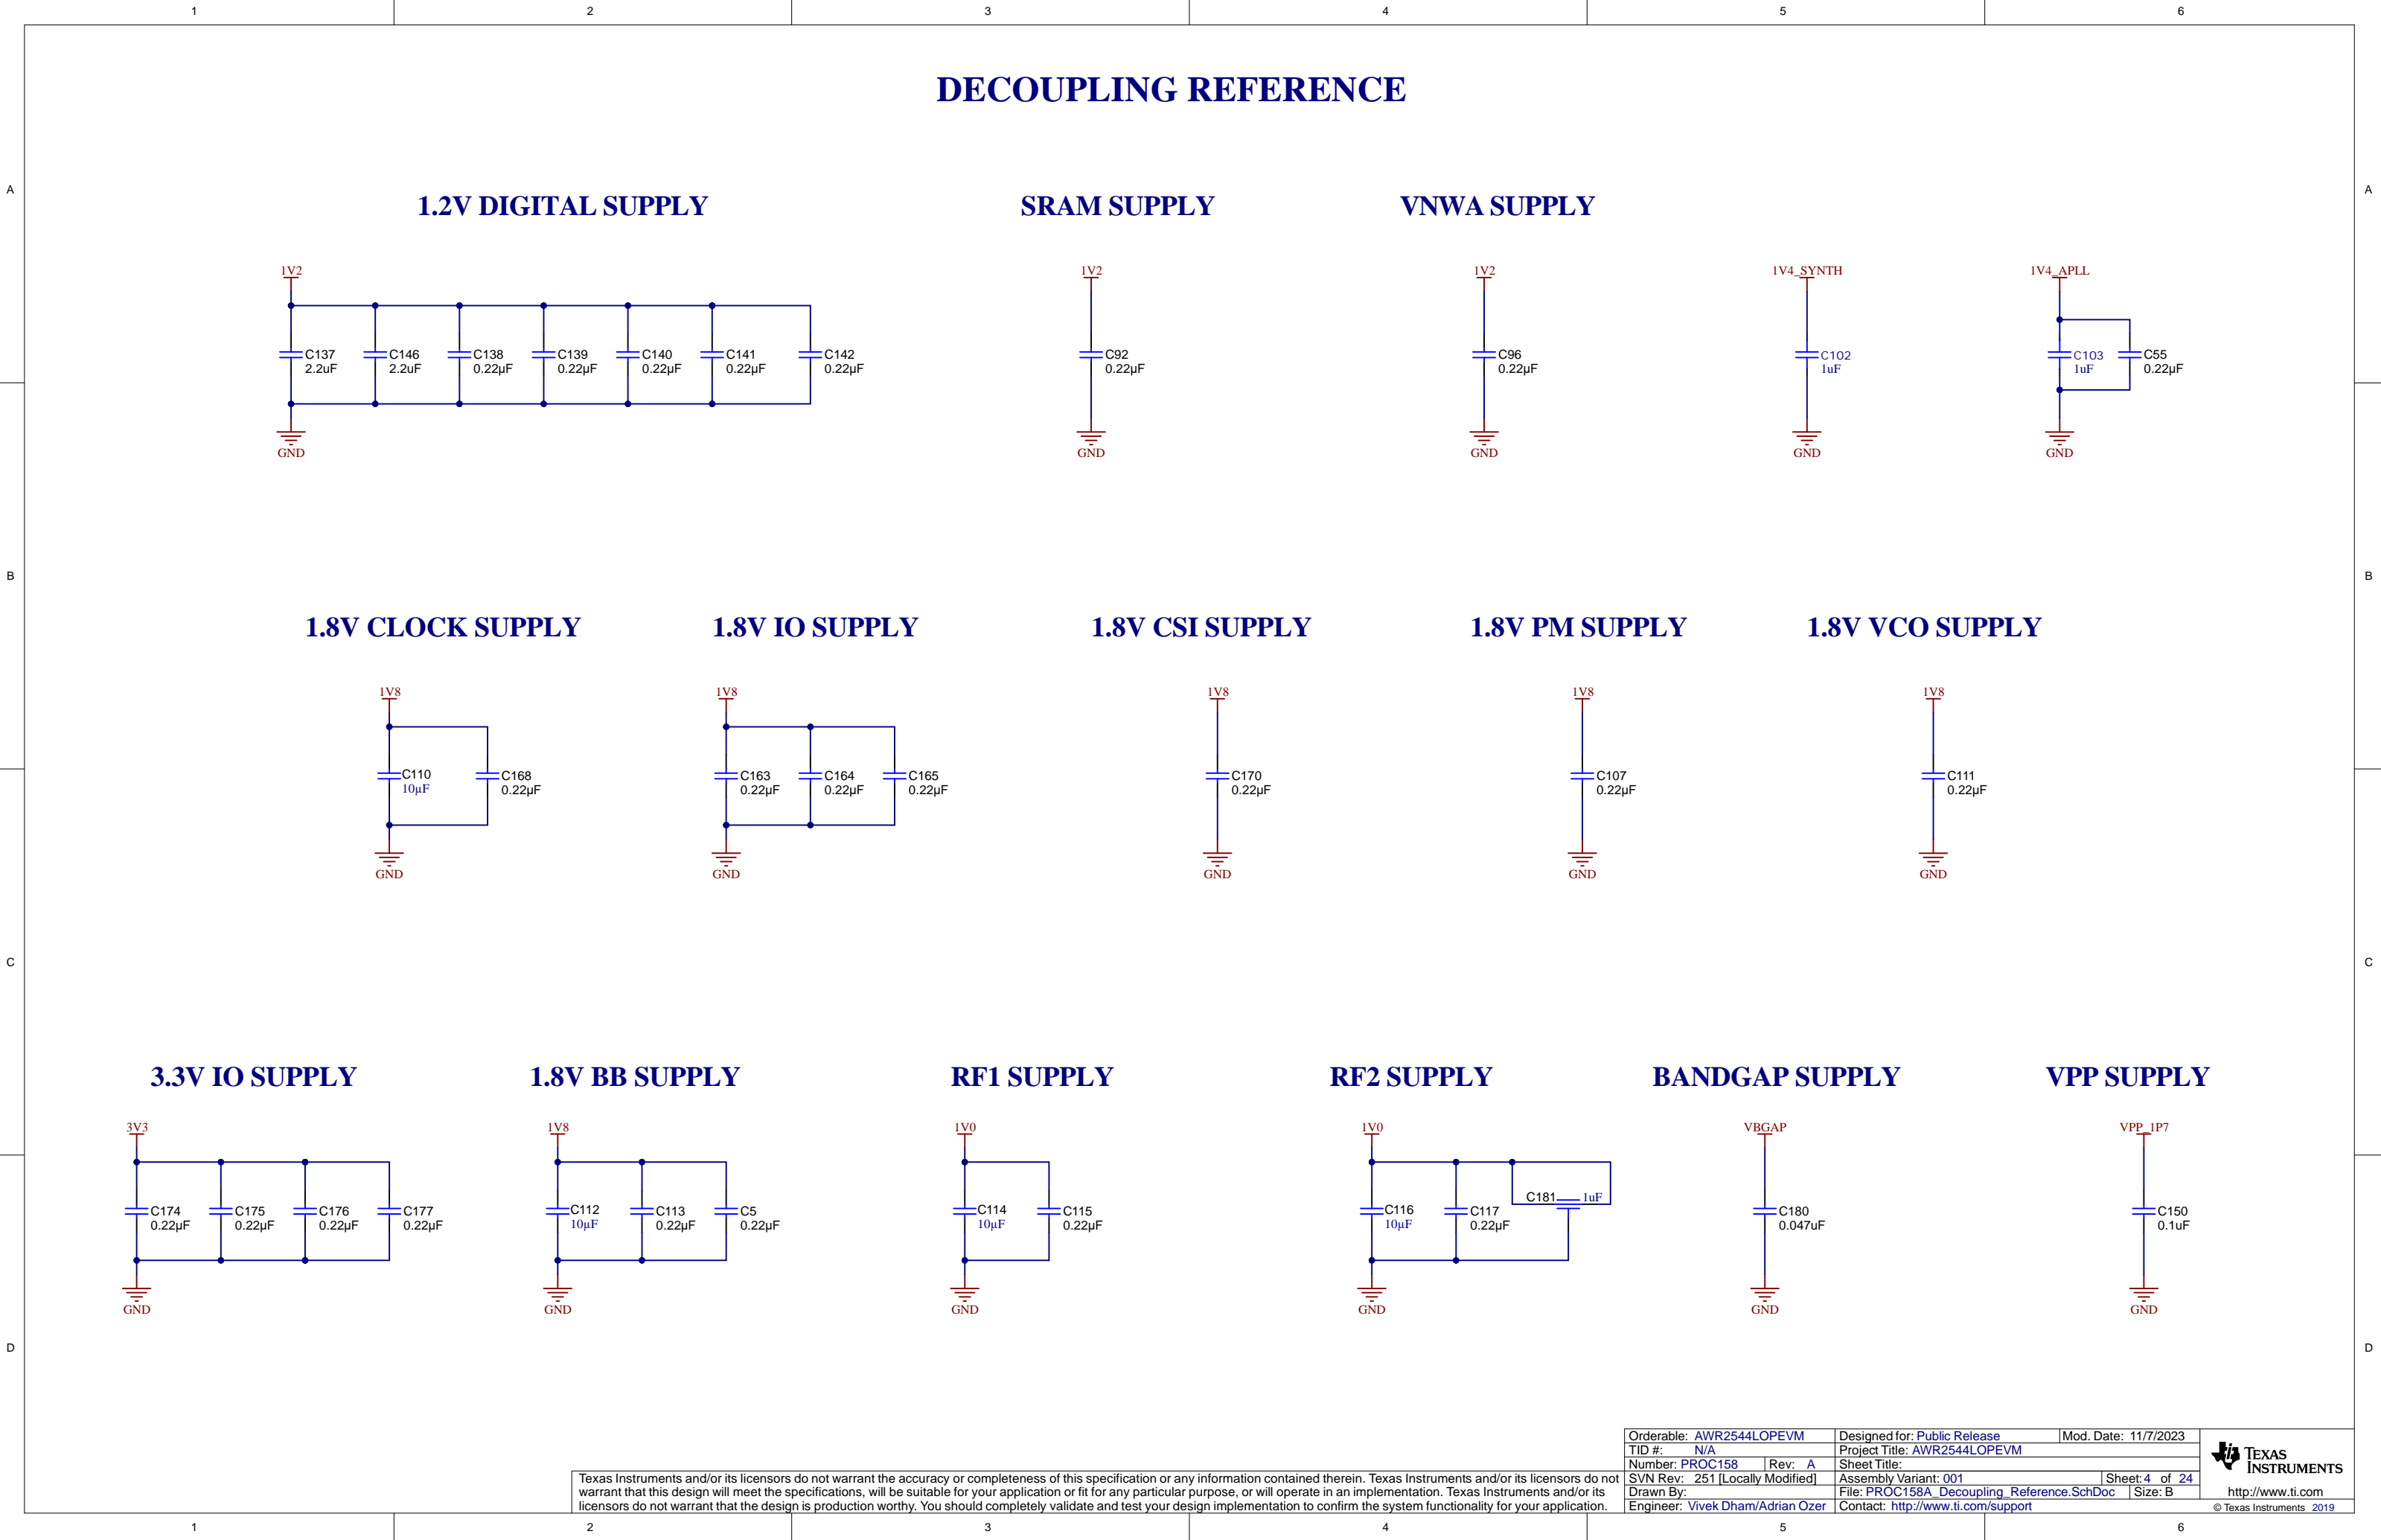 1 2 3 4 5 6
DECOUPLING REFERENCE
A A
1.2V DIGITAL SUPPLY SRAM SUPPLY VNWA SUPPLY
1V2 1V2 1V2 1V4_SYNTH 1V4_APLL
C137 C146 C138 C139 C140 C141 C142 C92 C96 C102 C103 C55
2.2uF 2.2uF 0.22µF 0.22µF 0.22µF 0.22µF 0.22µF 0.22µF 0.22µF 1uF 1uF 0.22µF
GND GND GND GND GND
B B
1.8V CLOCK SUPPLY 1.8V IO SUPPLY 1.8V CSI SUPPLY 1.8V PM SUPPLY 1.8V VCO SUPPLY
1V8 1V8 1V8 1V8 1V8
C110 C168 C163 C164 C165 C170 C107 C111
10µF 0.22µF 0.22µF 0.22µF 0.22µF 0.22µF 0.22µF 0.22µF
GND GND GND GND GND
C C
3.3V IO SUPPLY 1.8V BB SUPPLY RF1 SUPPLY RF2 SUPPLY BANDGAP SUPPLY VPP SUPPLY
3V3 1V8 1V0 1V0 VBGAP VPP_1P7
C181 1uF
C174 C175 C176 C177 C112 C113 C5 C114 C115 C116 C117 C180 C150
0.22µF 0.22µF 0.22µF 0.22µF 10µF 0.22µF 0.22µF 10µF 0.22µF 10µF 0.22µF 0.047uF 0.1uF
GND GND GND GND GND GND
D D
Texas Instruments and/or its licensors do not warrant the accuracy or completeness of this specification or any information contained therein. Texas Instruments and/or its licensors do not
warrant that this design will meet the specifications, will be suitable for your application or fit for any particular purpose, or will operate in an implementation. Texas Instruments and/or its
licensors do not warrant that the design is production worthy. You should completely validate and test your design implementation to confirm the system functionality for your application.
Orderable: AWR2544LOPEVM Designed for: Public Release Mod. Date: 11/7/2023
TID #: N/A Project Title: AWR2544LOPEVM
Number: PROC158 Rev: A Sheet Title:
SVN Rev: 251 [Locally Modified] Assembly Variant: 001 Sheet: 4 of 24
Drawn By: File: PROC158A_Decoupling_Reference.SchDoc Size: B
Engineer: Vivek Dham/Adrian Ozer Contact: http://www.ti.com/support
TEXAS
INSTRUMENTS
http://www.ti.com
© Texas Instruments 2019
1 2 3 4 5 6